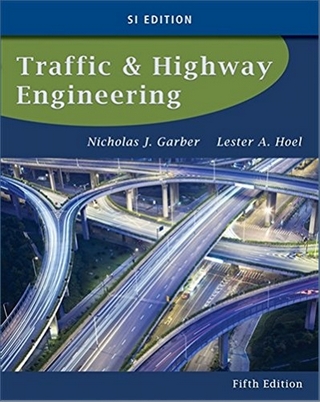 SI EDITION
Traffic & Highway
Engineering
Nicholas J. Garber Lester A. Hoel
Fifth Edition